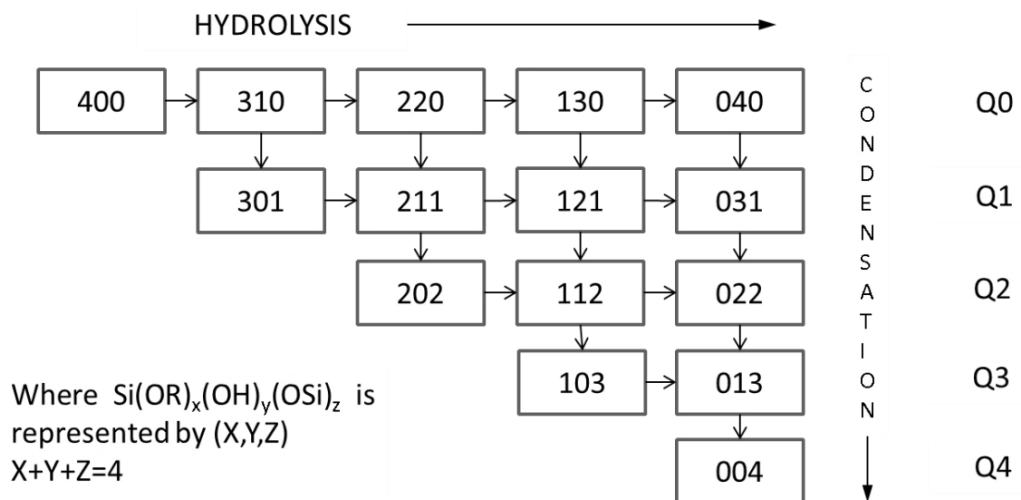 HYDROLYSIS
400 310 220 130 040 Q0
301 211 121 031 Q1
202 112 022 Q2
103 013 Q3
004 Q4
CONDENSATION
Where Si(OR)x(OH)y(OSi)z is
represented by (X,Y,Z)
X+Y+Z=4